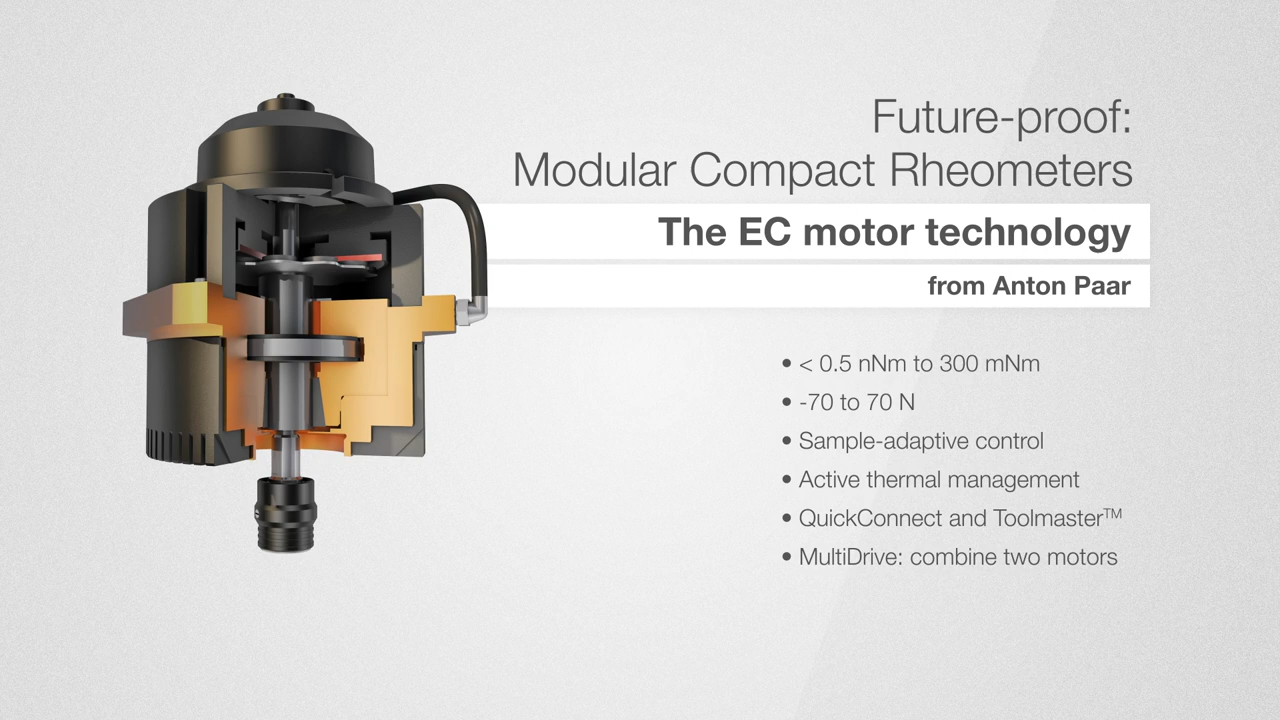 Future-proof:
Modular Compact Rheometers
The EC motor technology
from Anton Paar
• < 0.5 nNm to 300 mNm
• -70 to 70 N
• Sample-adaptive control
• Active thermal management
• QuickConnect and Toolmaster™
• MultiDrive: combine two motors